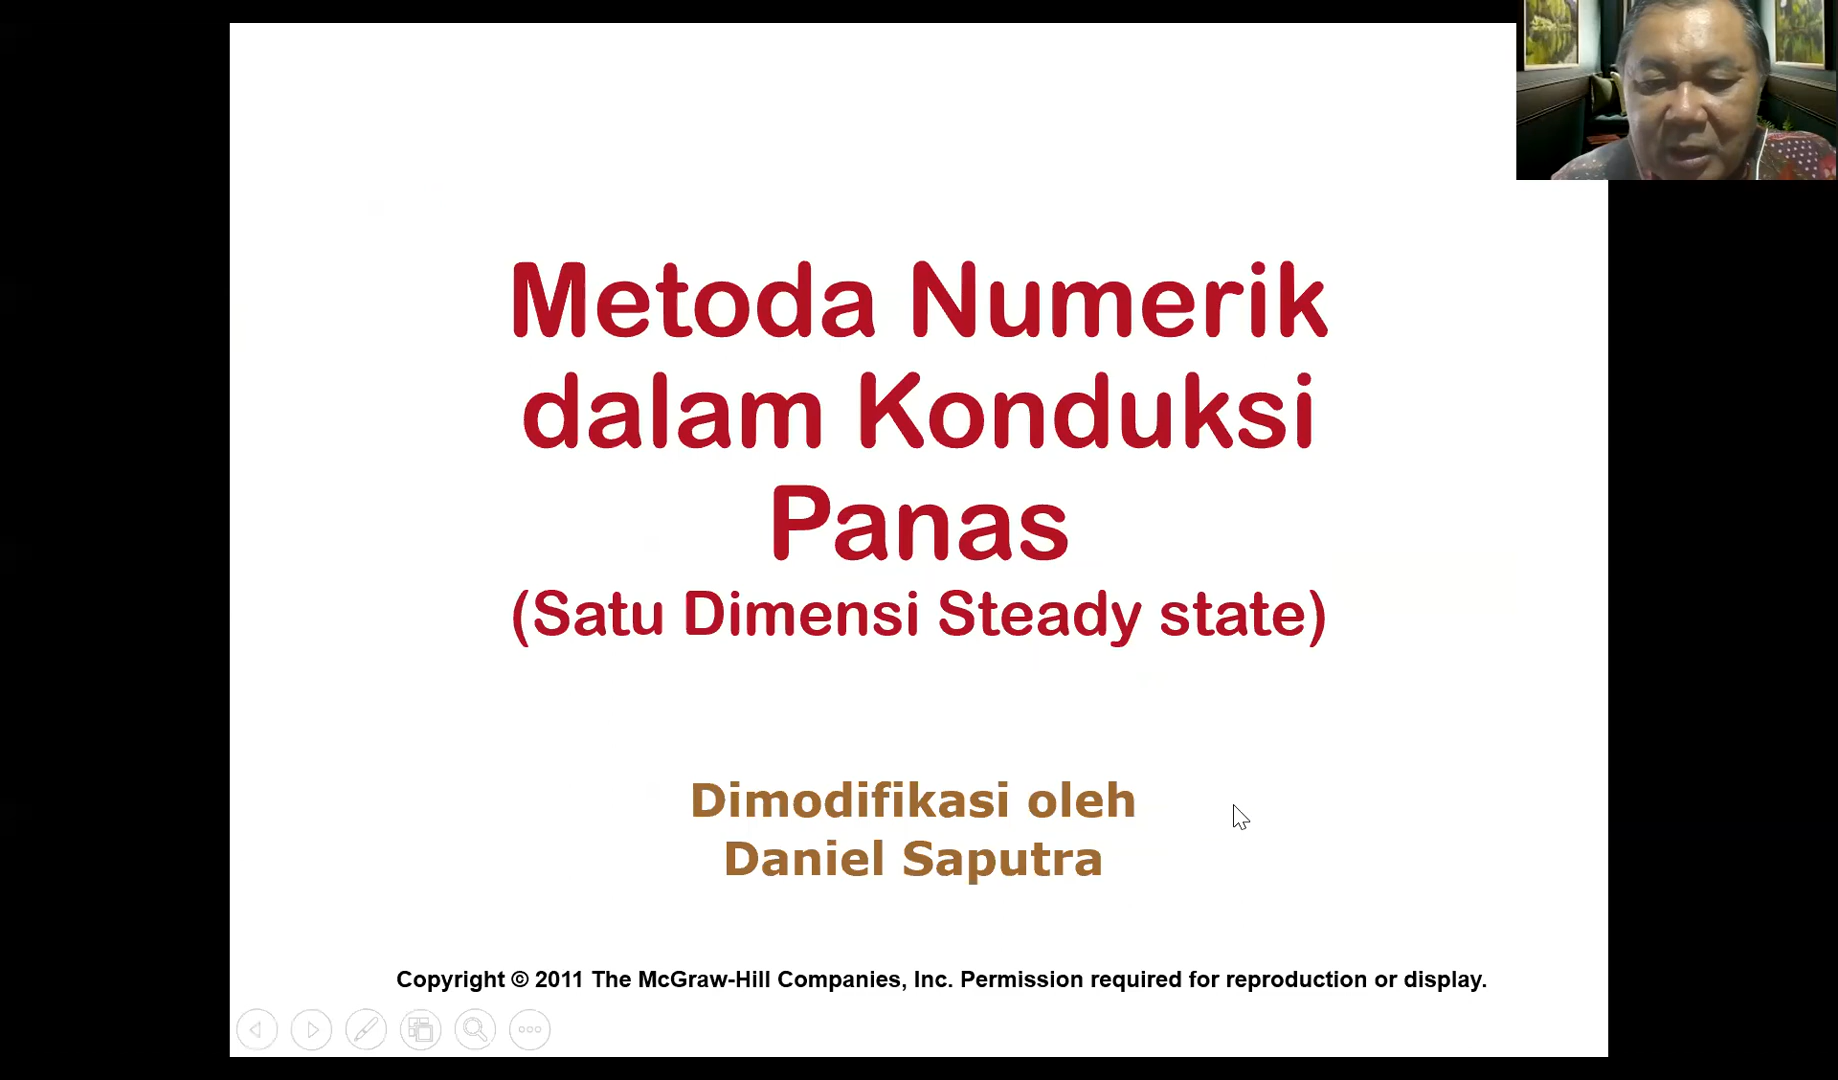 Metoda Numerik
dalam Konduksi
Panas
(Satu Dimensi Steady state)
Dimodifikasi oleh
Daniel Saputra
Copyright © 2011 The McGraw-Hill Companies, Inc. Permission required for reproduction or display.